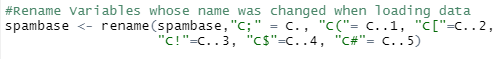 #Rename Variables whose name was changed when loading data
spambase <- rename(spambase,"C;" = C., "C("= C..1, "C["=C..2,
"C!"=C..3, "C$"=C..4, "C#"= C..5)